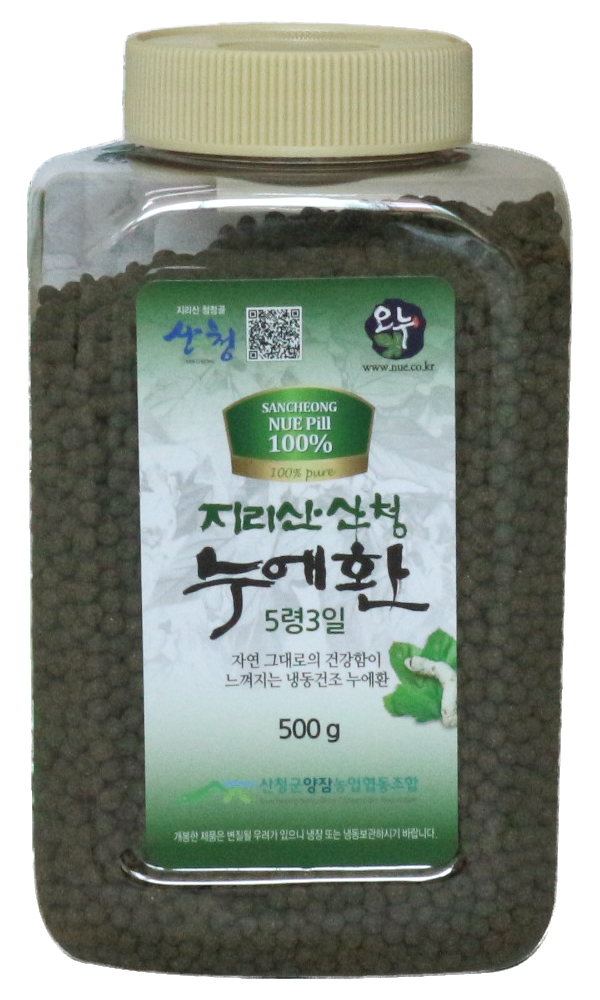 지리산 청정골
산청
오누
www.nue.co.kr
SANCHEONG
NUE Pill
100%
100% pure
지리산·산청
누에환
5령3일
자연 그대로의 건강함이
느껴지는 냉동건조 누에환
500 g
산청군양잠농업협동조합
개봉한 제품은 변질될 우려가 있으니 냉장 또는 냉동보관하시기 바랍니다.